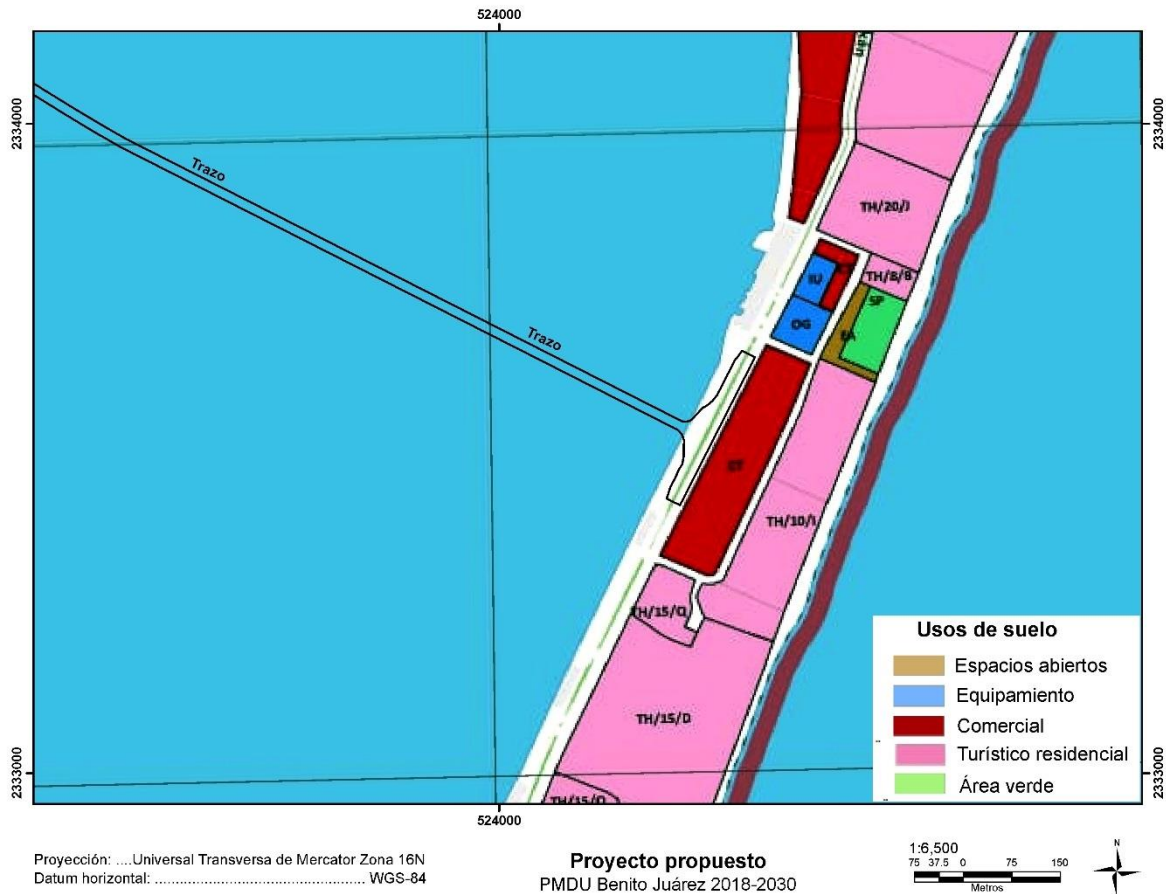 524000
2334000
2334000
Trazo
TH/20/J
TH/8/8
IU
SP
OG
EA
Trazo
TH/10/I
TH/15/Q
TH/15/D
TH/15/Q
2333000
2333000
524000
Usos de suelo
Espacios abiertos
Equipamiento
Comercial
Turístico residencial
Área verde
Proyección: ....Universal Transversa de Mercator Zona 16N
Datum horizontal: ............................................ WGS-84
Proyecto propuesto
PMDU Benito Juárez 2018-2030
1:6,500
75 37.5 0 75 150
Metros
N